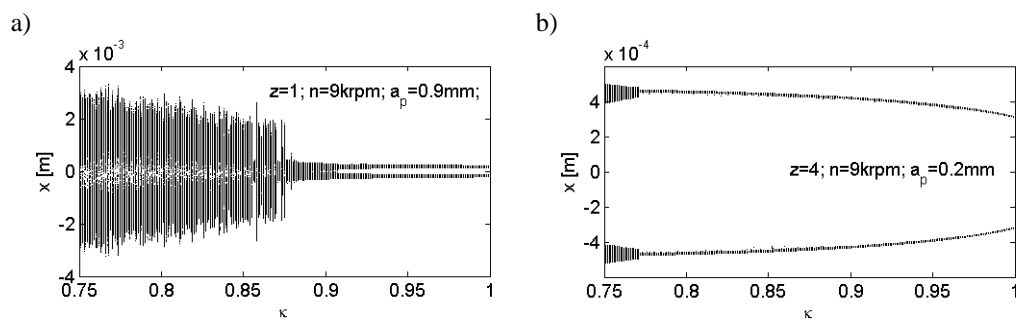 a)
x 10⁻³
4
2
0
-2
-4
x [m]
z=1; n=9krpm; aₚ=0.9mm;
0.75 0.8 0.85 0.9 0.95 1
κ
b)
x 10⁻⁴
4
2
0
-2
-4
x [m]
z=4; n=9krpm; aₚ=0.2mm
0.75 0.8 0.85 0.9 0.95 1
κ